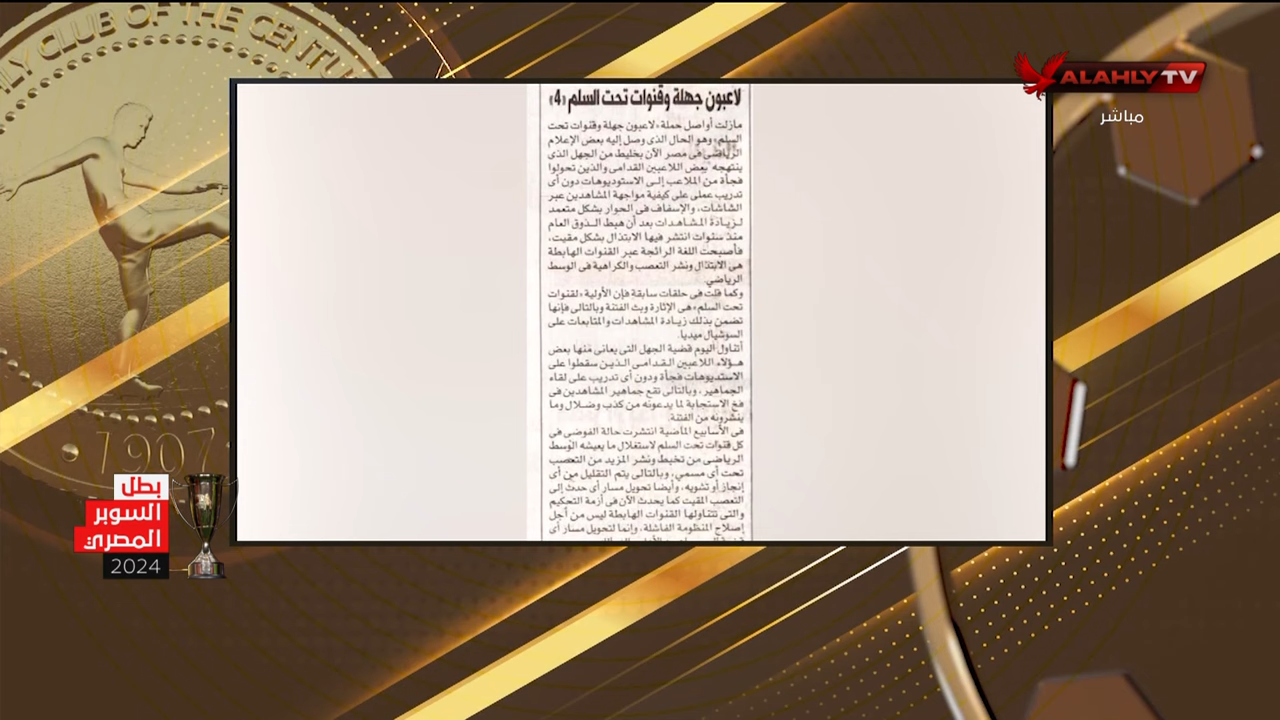 HLY CLUB OF THE CENTU
1907
ALAHLY TV
مباشر
لاعبون جهلة وقنوات تحت السلم «4»
مازلت أواصل حملة «لاعبون جهلة وقنوات تحت
السلم» وهو الحال الذى وصل إليه بعض الإعلام
الرياضى فى مصر الآن بخليط من الجهل الذى
ينتهجه بعض اللاعبين القدامى والذين تحولوا
فجأة من الملاعب إلى الاستوديوهات دون أى
تدريب عملى على كيفية مواجهة المشاهدين عبر
الشاشات، والإسفاف فى الحوار بشكل متعمد
لزيادة المشاهدات بعد أن هبط الذوق العام
منذ سنوات انتشر فيها الابتذال بشكل مقيت،
فأصبحت اللغة الرائجة عبر القنوات الهابطة
هى الابتذال ونشر التعصب والكراهية فى الوسط
الرياضي.
وكما قلت فى حلقات سابقة فإن الأولية «لقنوات
تحت السلم» هى الإثارة وبث الفتنة وبالتالى فإنها
تضمن بذلك زيادة المشاهدات والمتابعات على
السوشيال ميديا.
أتناول اليوم قضية الجهل التى يعانى منها بعض
هؤلاء اللاعبين القدامى الذين سقطوا على
الاستديوهات فجأة ودون أى تدريب على لقاء
الجماهير، وبالتالى تقع جماهير المشاهدين فى
فخ الاستجابة لما يدعونه من كذب وضلال وما
ينشرونه من الفتنة.
فى الأسابيع الماضية انتشرت حالة الفوضى فى
كل قنوات تحت السلم لاستغلال ما يعيشه الوسط
الرياضى من تخبط ونشر المزيد من التعصب
تحت أى مسمي، وبالتالى يتم التقليل من أى
إنجاز أو تشويه، وأيضا تحويل مسار أى حدث إلى
التعصب المقيت كما يحدث الآن فى أزمة التحكيم
والتى تتناولها القنوات الهابطة ليس من أجل
إصلاح المنظومة الفاشلة، وإنما لتحويل مسار أى
بطل
السوبر
المصري
2024